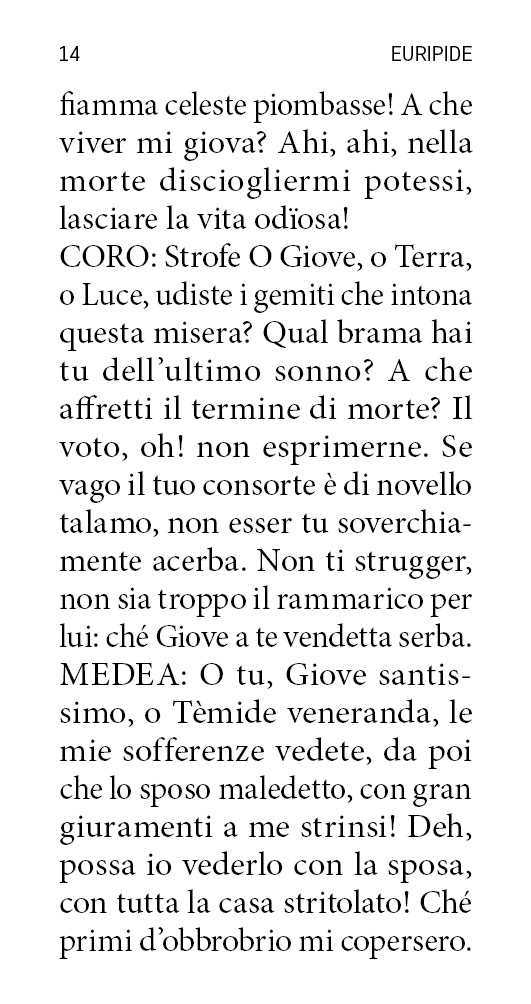 14 EURIPIDE
fiamma celeste piombasse! A che
viver mi giova? Ahi, ahi, nella
morte disciogliermi potessi,
lasciare la vita odïosa!
CORO: Strofe O Giove, o Terra,
o Luce, udiste i gemiti che intona
questa misera? Qual brama hai
tu dell’ultimo sonno? A che
affretti il termine di morte? Il
voto, oh! non esprimerne. Se
vago il tuo consorte è di novello
talamo, non esser tu soverchia-
mente acerba. Non ti strugger,
non sia troppo il rammarico per
lui: ché Giove a te vendetta serba.
MEDEA: O tu, Giove santis-
simo, o Tèmide veneranda, le
mie sofferenze vedete, da poi
che lo sposo maledetto, con gran
giuramenti a me strinsi! Deh,
possa io vederlo con la sposa,
con tutta la casa stritolato! Ché
primi d’obbrobrio mi copersero.